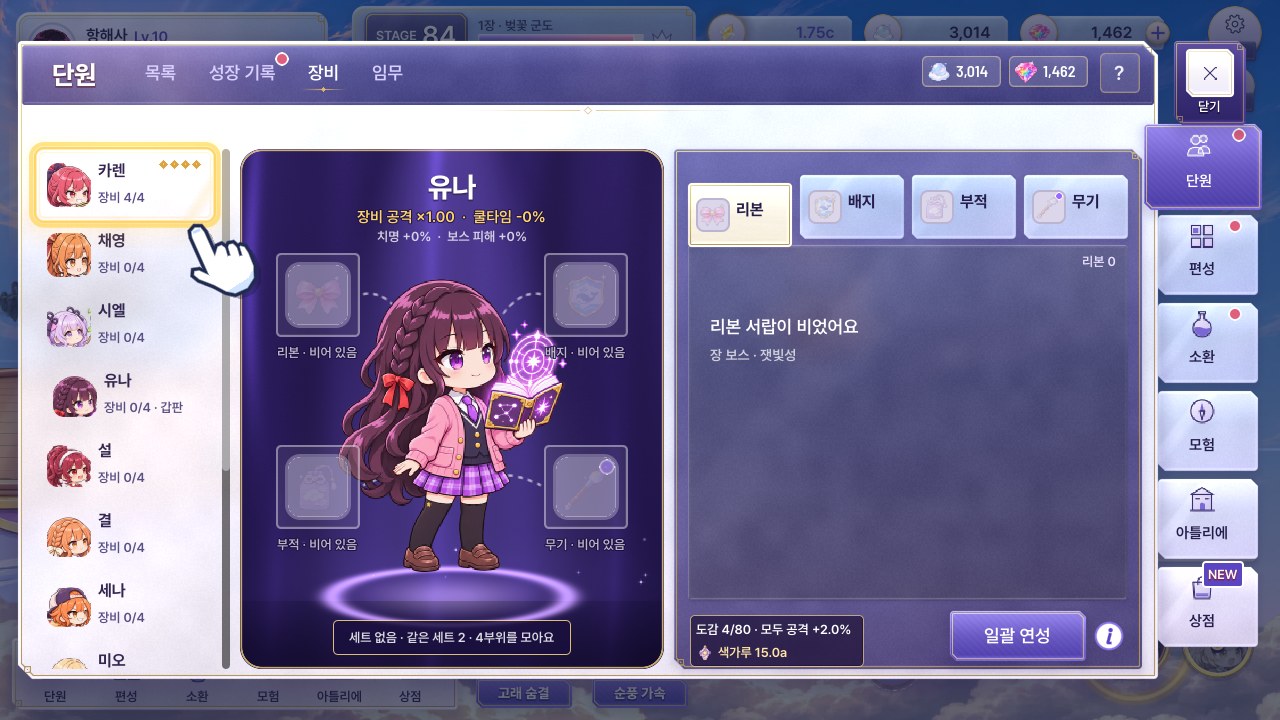 항해사 Lv.10
STAGE 84
1장 · 벚꽃 군도
1.75c
3,014
1,462
단원
목록
성장 기록
장비
임무
3,014
1,462
?
닫기
카렌
장비 4/4
채영
장비 0/4
시엘
장비 0/4
유나
장비 0/4 · 갑판
설
장비 0/4
결
장비 0/4
세나
장비 0/4
미오
유나
장비 공격 ×1.00 · 쿨타임 -0%
치명 +0% · 보스 피해 +0%
리본 · 비어 있음
배지 · 비어 있음
부적 · 비어 있음
무기 · 비어 있음
세트 없음 · 같은 세트 2 · 4부위를 모아요
리본
배지
부적
무기
리본 0
리본 서랍이 비었어요
장 보스 · 잿빛성
도감 4/80 · 모두 공격 +2.0%
색가루 15.0a
일괄 연성
i
단원
편성
소환
모험
아틀리에
NEW
상점
단원
편성
소환
모험
아틀리에
상점
고래 숨결
순풍 가속